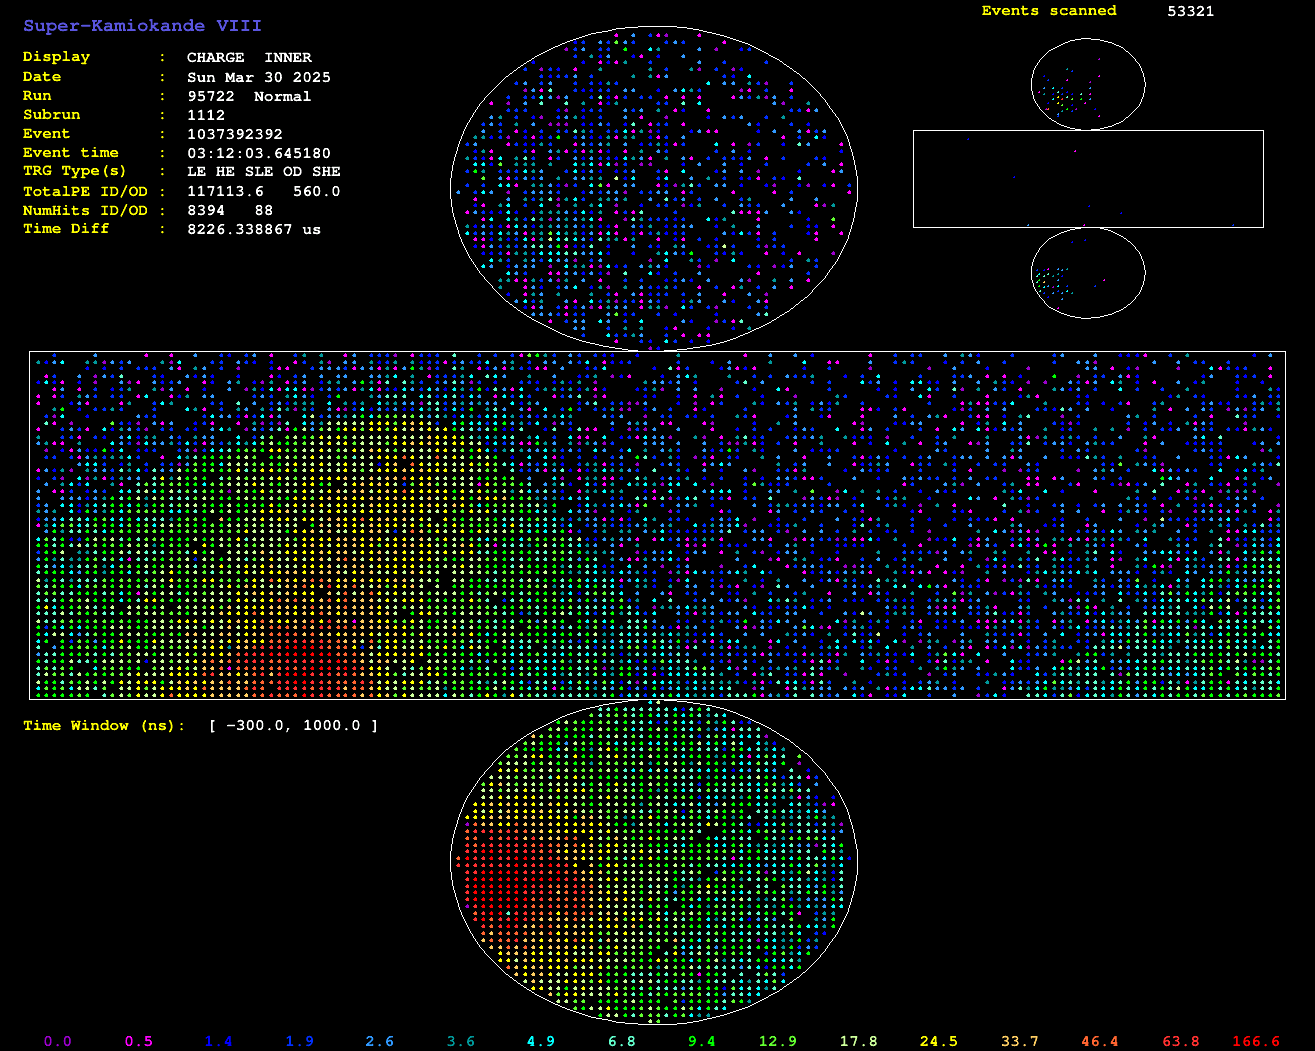 Super-Kamiokande VIII
Display : CHARGE INNER
Date : Sun Mar 30 2025
Run : 95722 Normal
Subrun : 1112
Event : 1037392392
Event time : 03:12:03.645180
TRG Type(s) : LE HE SLE OD SHE
TotalPE ID/OD : 117113.6 560.0
NumHits ID/OD : 8394 88
Time Diff : 8226.338867 us
Events scanned 53321
Time Window (ns): [ -300.0, 1000.0 ]
0.0 0.5 1.4 1.9 2.6 3.6 4.9 6.8 9.4 12.9 17.8 24.5 33.7 46.4 63.8 166.6